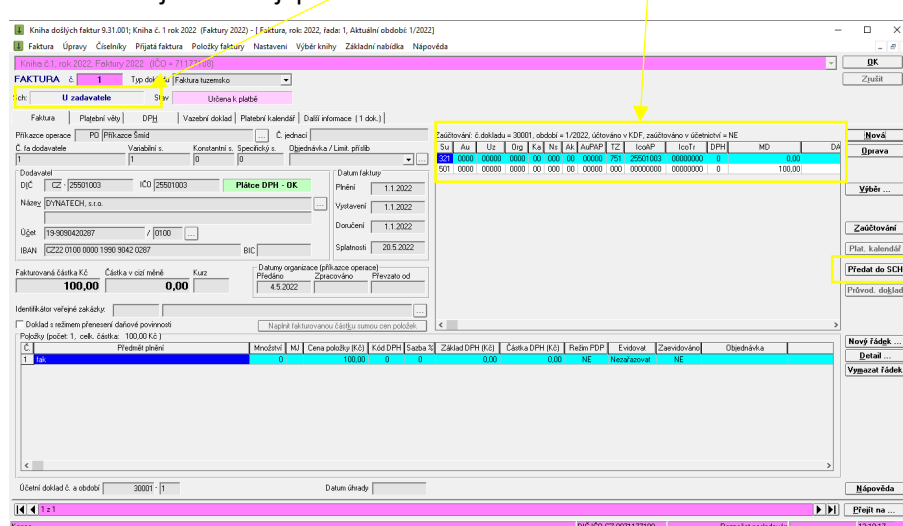 Kniha došlých faktur 9.31.001; Kniha č. 1 rok 2022 (Faktury 2022) - [ Faktura, rok: 2022, řada: 1, Aktuální období: 1/2022]
Faktura Úpravy Číselníky Přijatá faktura Položky faktury Nastavení Výběr knihy Základní nabídka Nápověda
Kniha č.1, rok 2022, Faktury 2022 (IČO = 71177108)
OK
FAKTURA č. 1 Typ dokladu Faktura tuzemsko
Zrušit
Sch: U zadavatele Stav Určena k platbě
Faktura Platební věty DPH Vazební doklad Platební kalendář Další informace ( 1 dok.)
Příkazce operace P0 Příkazce Šmíd ... Č. jednací
Zaúčtování: č.dokladu = 30001, období = 1/2022, účtováno v KDF, zaúčtováno v účetnictví = NE
Nová
Č. fa dodavatele Variabilní s. Konstantní s. Specifický s. Objednávka / Limit. příslib
Su Au Uz Org Ka Ns Ak AuPAP TZ IcoAP IcoTr DPH MD DA
Oprava
1 1 0 0 ...
321 0000 00000 0000 00 000 00 00000 751 25501003 00000000 0 0,00
501 0000 00000 0000 00 000 00 00000 000 00000000 00000000 0 100,00
Dodavatel
Datum faktury
DIČ CZ - 25501003 IČO 25501003 Plátce DPH - OK
Plnění 1.1.2022
Výběr ...
Název DYNATECH, s.r.o. ...
Vystavení 1.1.2022
Doručení 1.1.2022
Zaúčtování
Účet 19-9090420287 / 0100 ...
IBAN CZ22 0100 0000 1990 9042 0287 BIC
Splatnosti 20.5.2022
Plat. kalendář
Fakturovaná částka Kč Částka v cizí měně Kurz
Datumy organizace (příkazce operace)
Předáno Zpracováno Převzato od
Předat do SCH
100,00 0,00 4.5.2022
Průvod. doklad
Identifikátor veřejné zakázky: ...
Doklad s režimem přenesení daňové povinnosti
Naplnit fakturovanou částku sumou cen položek
Položky (počet: 1, celk. částka: 100,00 Kč )
Nový řádek ...
Č. Předmět plnění Množství MJ Cena položky (Kč) Kód DPH Sazba % Základ DPH (Kč) Částka DPH (Kč) Režim PDP Evidovat Zaevidováno Objednávka
Detail ...
1 fak 0 100,00 0 0 0,00 0,00 NE Nezařazovat NE
Vymazat řádek
Účetní doklad č. a období 30001 - 1 Datum úhrady
Nápověda
1 z 1
Přejít na ...